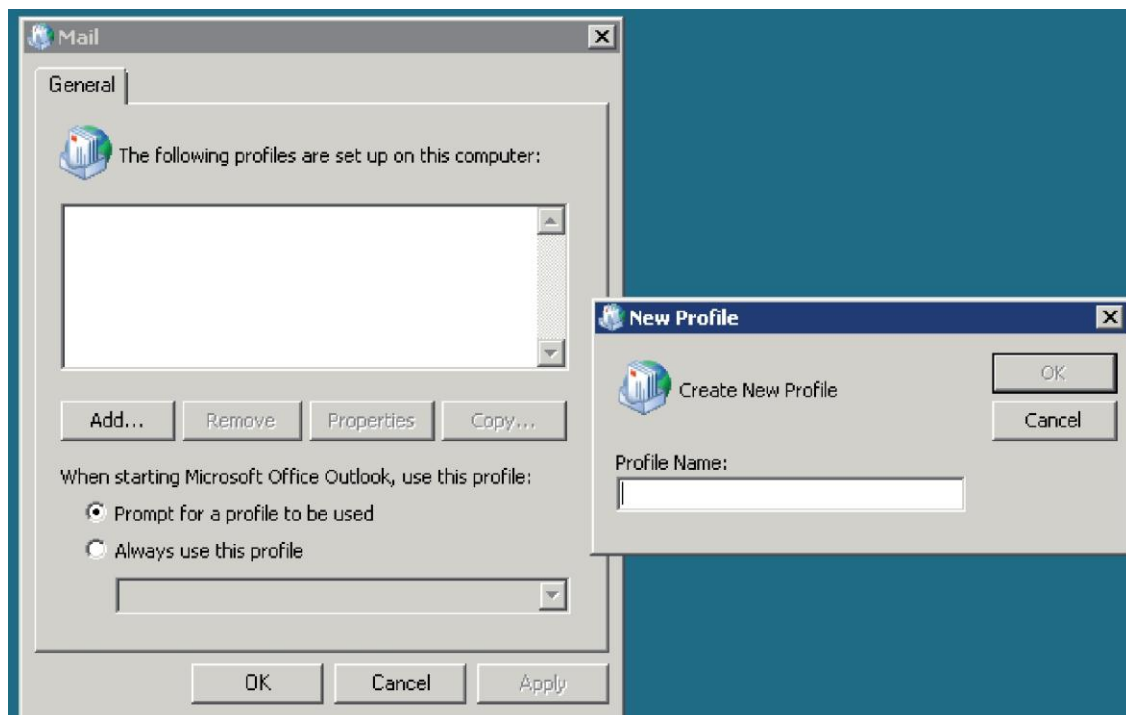 Mail
General
The following profiles are set up on this computer:
Add...
Remove
Properties
Copy...
When starting Microsoft Office Outlook, use this profile:
Prompt for a profile to be used
Always use this profile
OK
Cancel
Apply
New Profile
Create New Profile
OK
Cancel
Profile Name: